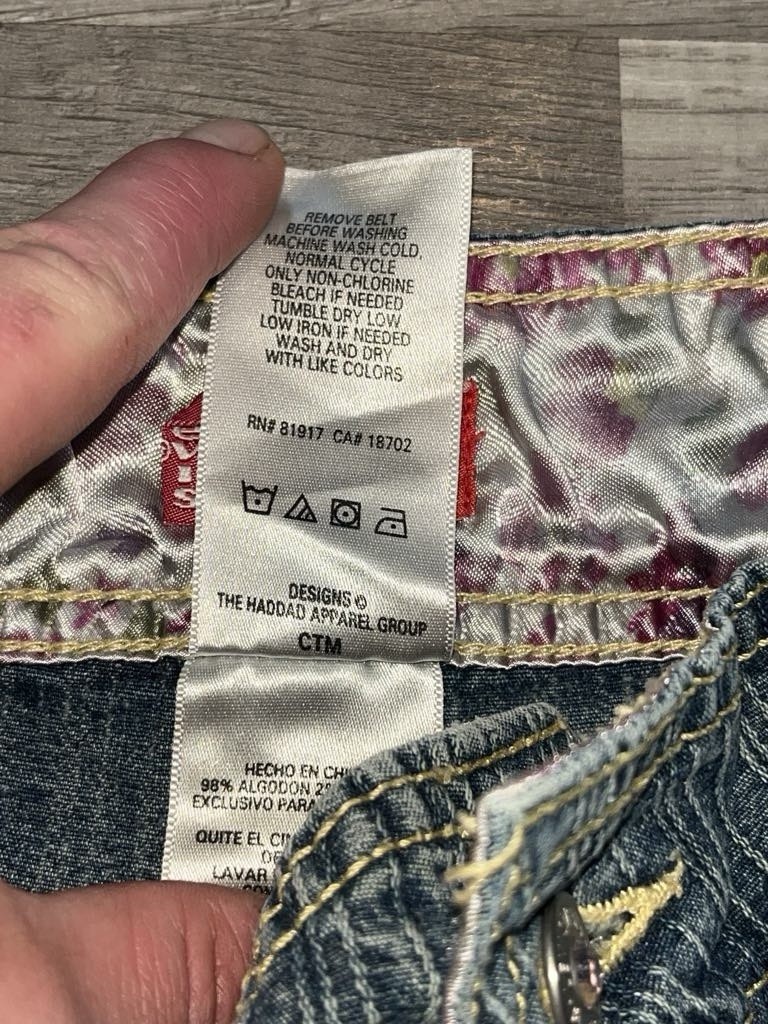 REMOVE BELT
BEFORE WASHING
MACHINE WASH COLD,
NORMAL CYCLE
ONLY NON-CHLORINE
BLEACH IF NEEDED
TUMBLE DRY LOW
LOW IRON IF NEEDED
WASH AND DRY
WITH LIKE COLORS
RN# 81917 CA# 18702
DESIGNS ©
THE HADDAD APPAREL GROUP
CTM
HECHO EN
98% ALGODON
EXCLUSIVO PARA
QUITE EL
LAVAR